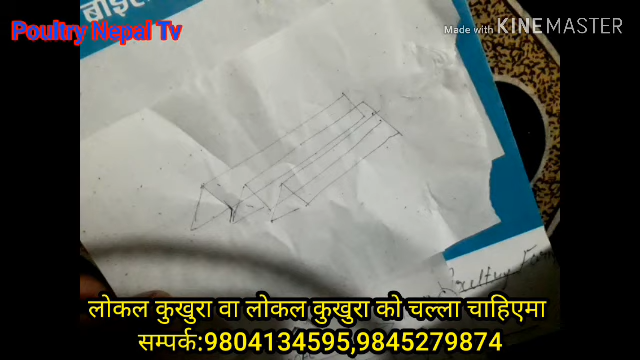 Poultry Nepal Tv
Made with KINEMASTER
लोकल कुखुरा वा लोकल कुखुरा को चल्ला चाहिएमा
सम्पर्क:9804134595,9845279874